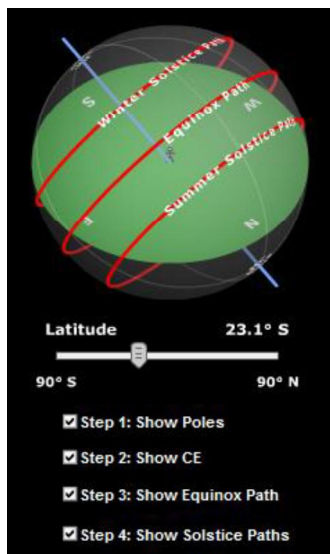 Winter Solstice Path
S
Equinox Path
W
Summer Solstice Path
E
N
Latitude 23.1° S
90° S 90° N
Step 1: Show Poles
Step 2: Show CE
Step 3: Show Equinox Path
Step 4: Show Solstice Paths